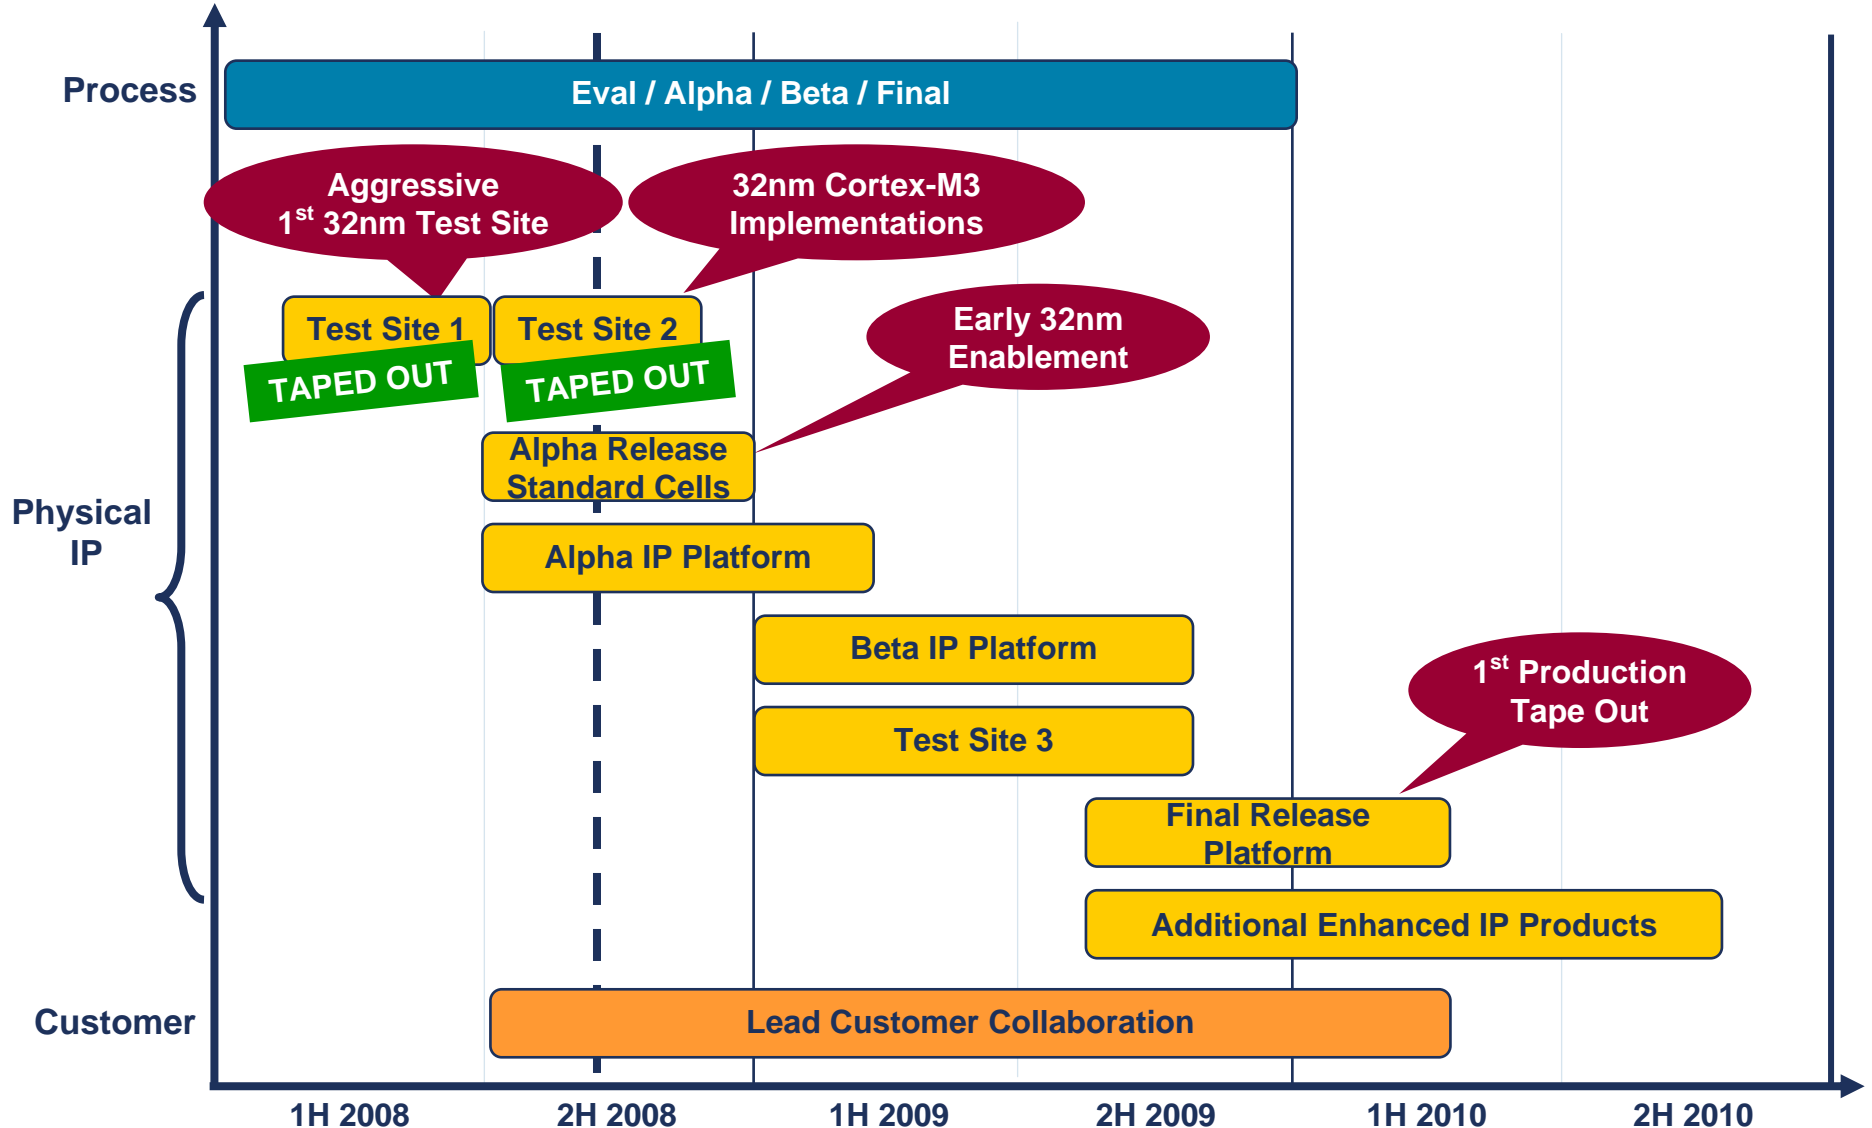 Process
Eval / Alpha / Beta / Final
Aggressive
1st 32nm Test Site
32nm Cortex-M3
Implementations
Early 32nm
Enablement
Test Site 1
Test Site 2
TAPED OUT
TAPED OUT
Alpha Release
Standard Cells
Physical
IP
Alpha IP Platform
Beta IP Platform
1st Production
Tape Out
Test Site 3
Final Release
Platform
Additional Enhanced IP Products
Customer
Lead Customer Collaboration
1H 2008
2H 2008
1H 2009
2H 2009
1H 2010
2H 2010